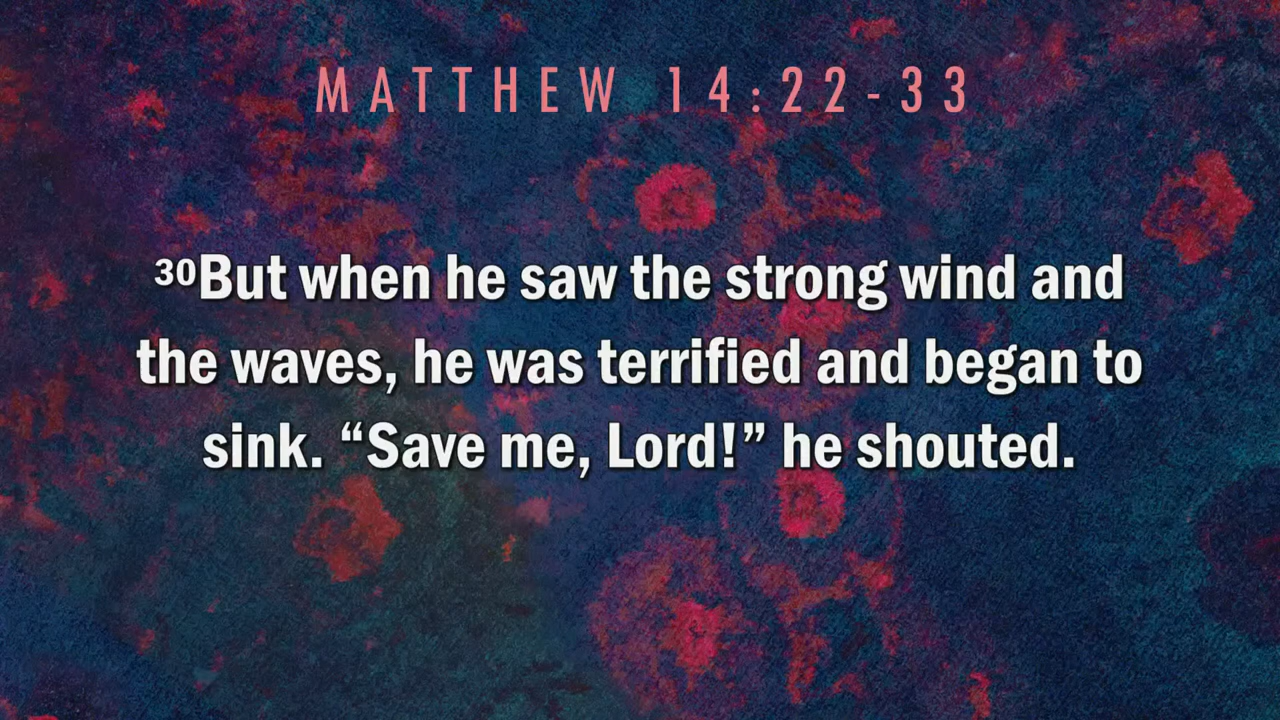 MATTHEW 14:22-33
³⁰But when he saw the strong wind and
the waves, he was terrified and began to
sink. “Save me, Lord!” he shouted.